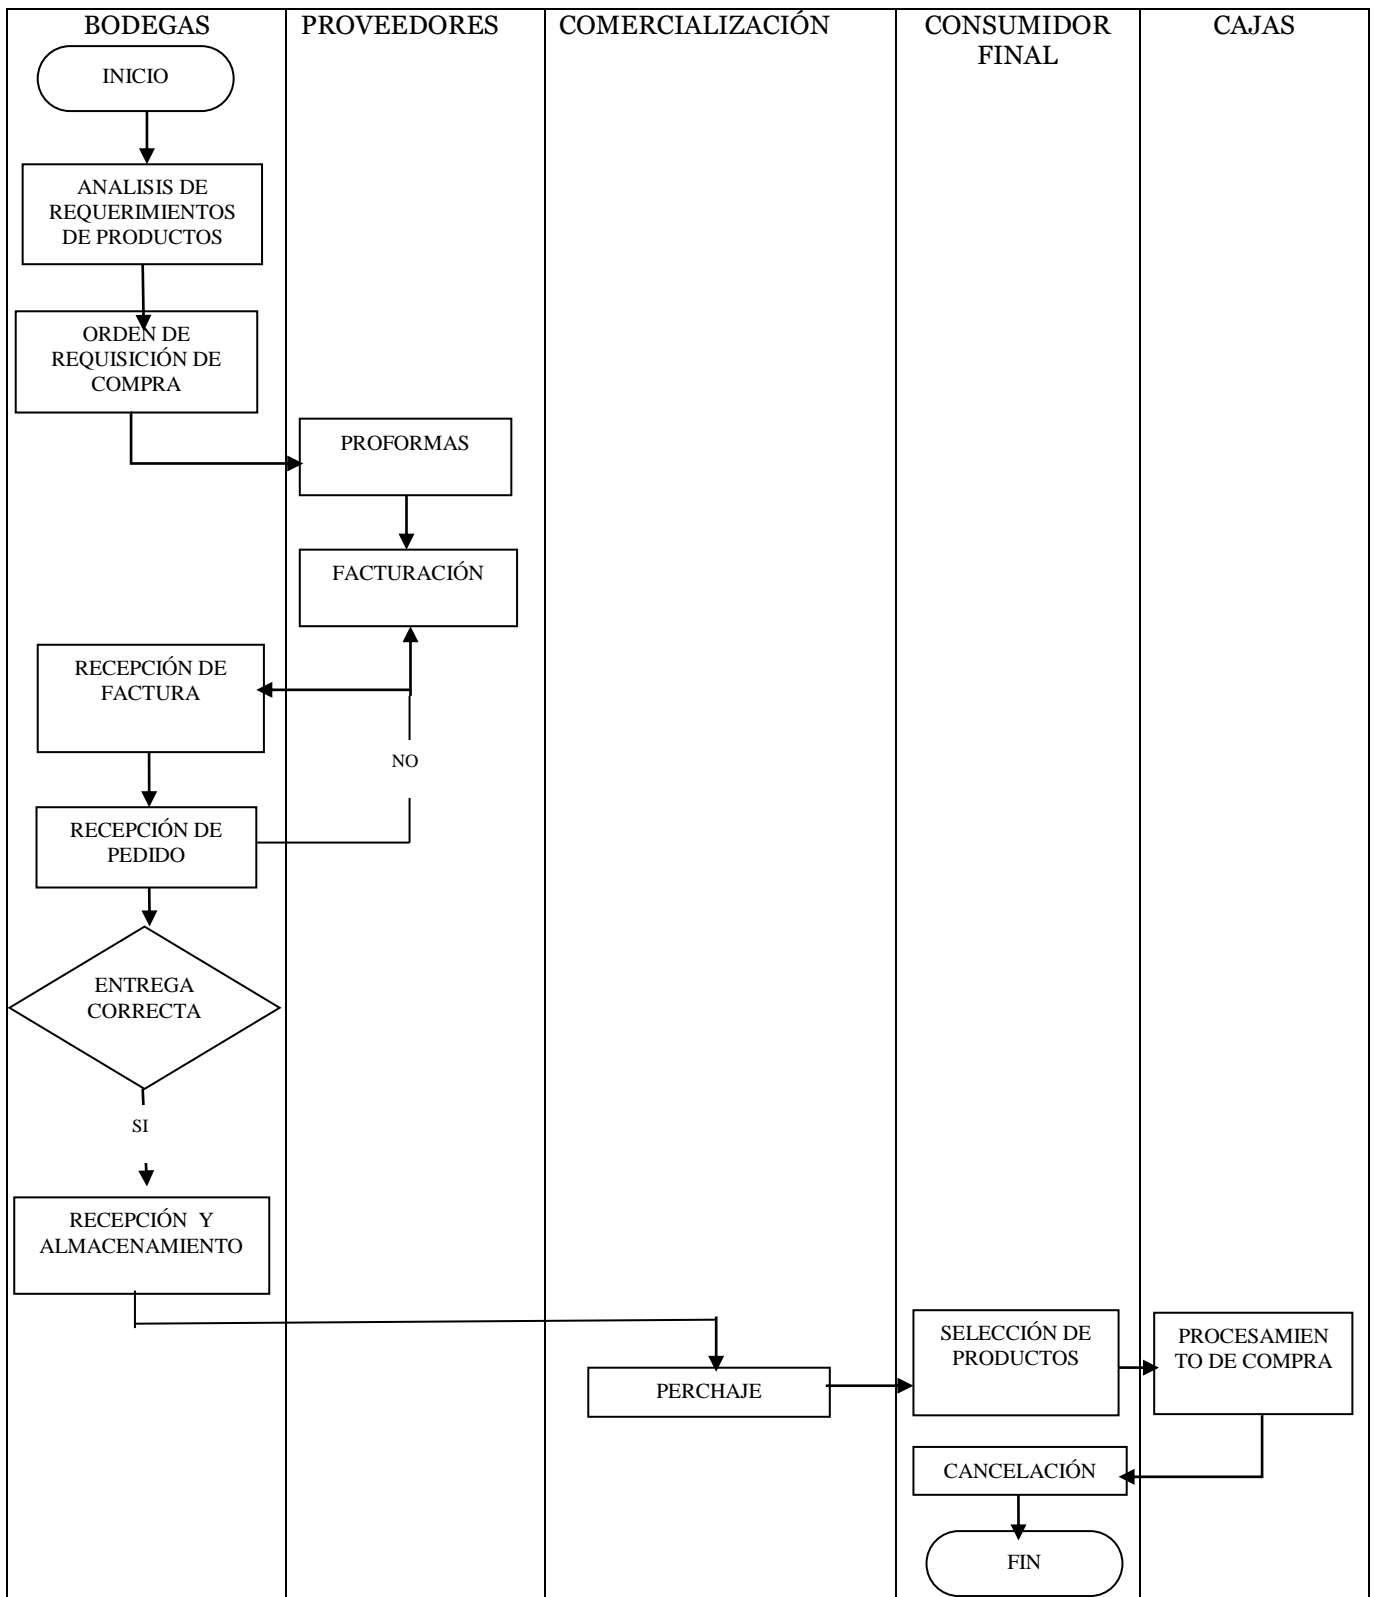 BODEGAS
PROVEEDORES
COMERCIALIZACIÓN
CONSUMIDOR
FINAL
CAJAS
INICIO
ANALISIS DE
REQUERIMIENTOS
DE PRODUCTOS
ORDEN DE
REQUISICIÓN DE
COMPRA
PROFORMAS
FACTURACIÓN
RECEPCIÓN DE
FACTURA
NO
RECEPCIÓN DE
PEDIDO
ENTREGA
CORRECTA
SI
RECEPCIÓN Y
ALMACENAMIENTO
PERCHAJE
SELECCIÓN DE
PRODUCTOS
PROCESAMIEN
TO DE COMPRA
CANCELACIÓN
FIN